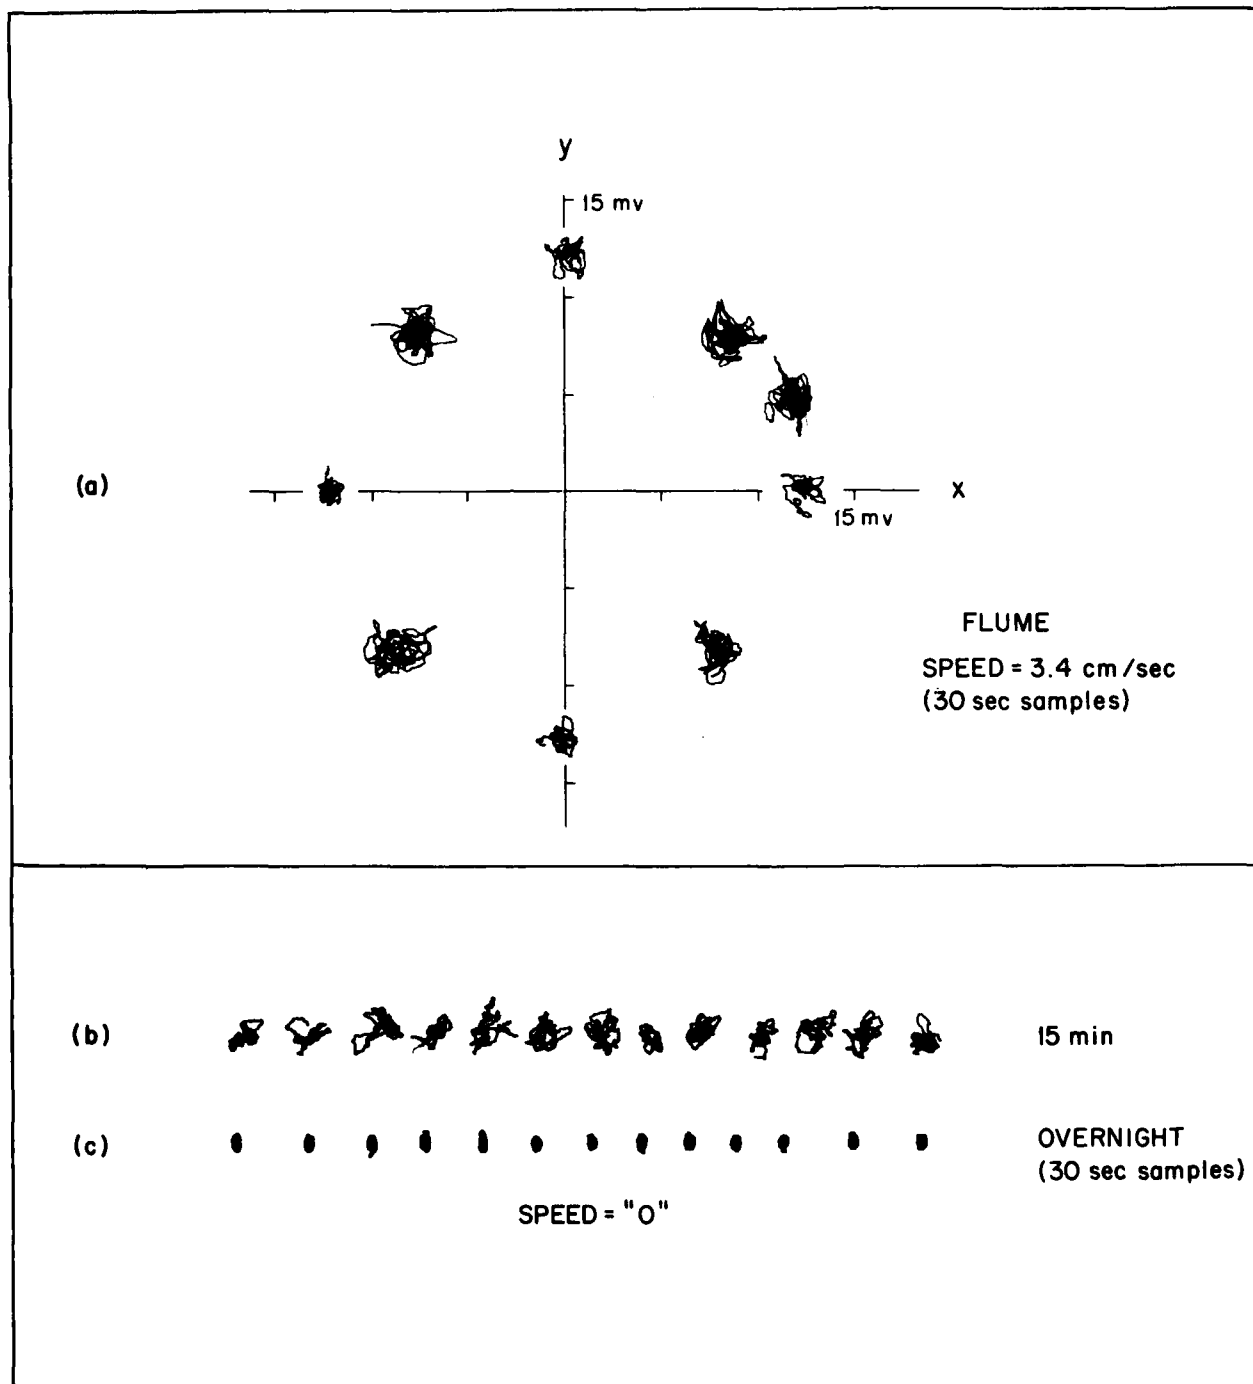 y
15 mv
(a)
x
15 mv
FLUME
SPEED = 3.4 cm/sec
(30 sec samples)
(b)
15 min
(c)
OVERNIGHT
(30 sec samples)
SPEED = "O"